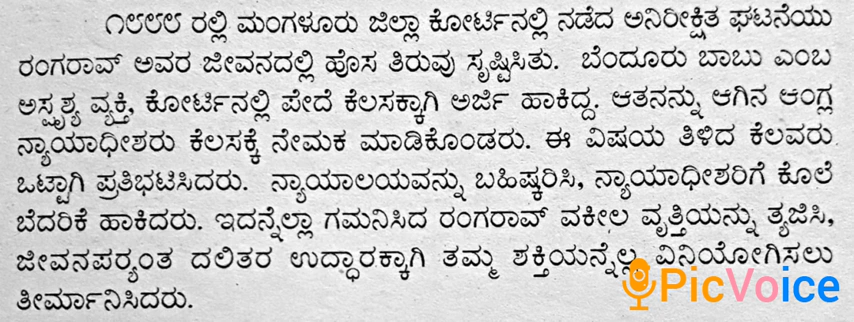 ೧೮೮೮ ರಲ್ಲಿ ಮಂಗಳೂರು ಜಿಲ್ಲಾ ಕೋರ್ಟಿನಲ್ಲಿ ನಡೆದ ಅನಿರೀಕ್ಷಿತ ಘಟನೆಯು
ರಂಗರಾವ್ ಅವರ ಜೀವನದಲ್ಲಿ ಹೊಸ ತಿರುವು ಸೃಷ್ಟಿಸಿತು. ಬೆಂದೂರು ಬಾಬು ಎಂಬ
ಅಸ್ಪೃಶ್ಯ ವ್ಯಕ್ತಿ, ಕೋರ್ಟಿನಲ್ಲಿ ಪೇದೆ ಕೆಲಸಕ್ಕಾಗಿ ಅರ್ಜಿ ಹಾಕಿದ್ದ. ಆತನನ್ನು ಆಗಿನ ಆಂಗ್ಲ
ನ್ಯಾಯಾಧೀಶರು ಕೆಲಸಕ್ಕೆ ನೇಮಕ ಮಾಡಿಕೊಂಡರು. ಈ ವಿಷಯ ತಿಳಿದ ಕೆಲವರು
ಒಟ್ಟಾಗಿ ಪ್ರತಿಭಟಿಸಿದರು. ನ್ಯಾಯಾಲಯವನ್ನು ಬಹಿಷ್ಕರಿಸಿ, ನ್ಯಾಯಾಧೀಶರಿಗೆ ಕೊಲೆ
ಬೆದರಿಕೆ ಹಾಕಿದರು. ಇದನ್ನೆಲ್ಲಾ ಗಮನಿಸಿದ ರಂಗರಾವ್ ವಕೀಲ ವೃತ್ತಿಯನ್ನು ತ್ಯಜಿಸಿ,
ಜೀವನಪರ‍್ಯಂತ ದಲಿತರ ಉದ್ಧಾರಕ್ಕಾಗಿ ತಮ್ಮ ಶಕ್ತಿಯನ್ನೆಲ್ಲ ವಿನಿಯೋಗಿಸಲು
ತೀರ್ಮಾನಿಸಿದರು.
PicVoice